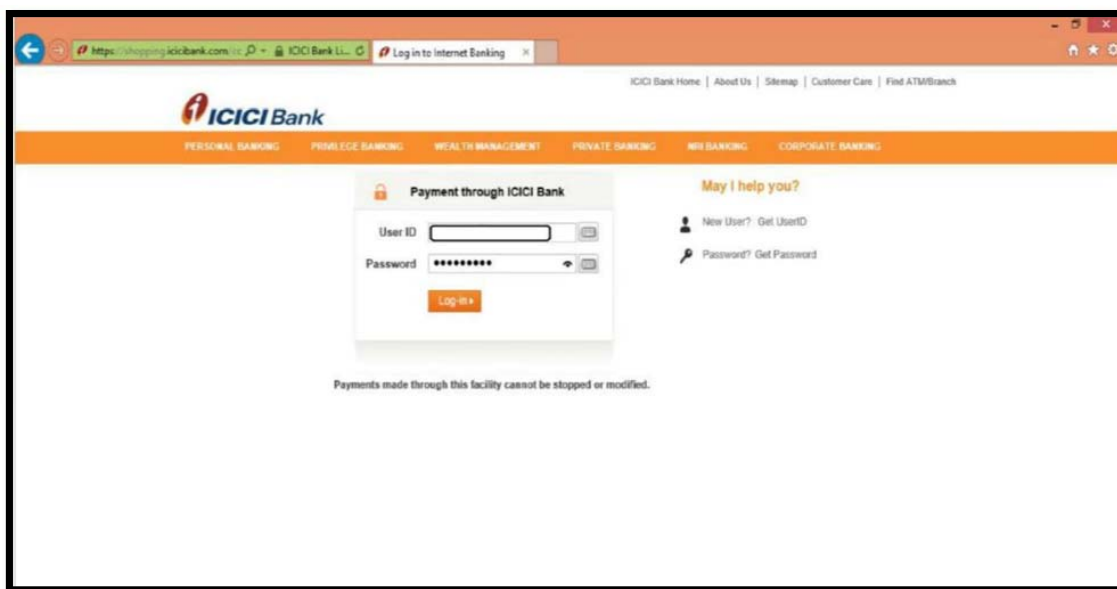 https://shopping.icicibank.com/cc ICICI Bank Li... Log in to Internet Banking
ICICI Bank Home | About Us | Sitemap | Customer Care | Find ATM/Branch
ICICI Bank
PERSONAL BANKING PRIVILEGE BANKING WEALTH MANAGEMENT PRIVATE BANKING NRI BANKING CORPORATE BANKING
Payment through ICICI Bank
User ID
Password •••••••••
Log-in
May I help you?
New User? Get UserID
Password? Get Password
Payments made through this facility cannot be stopped or modified.